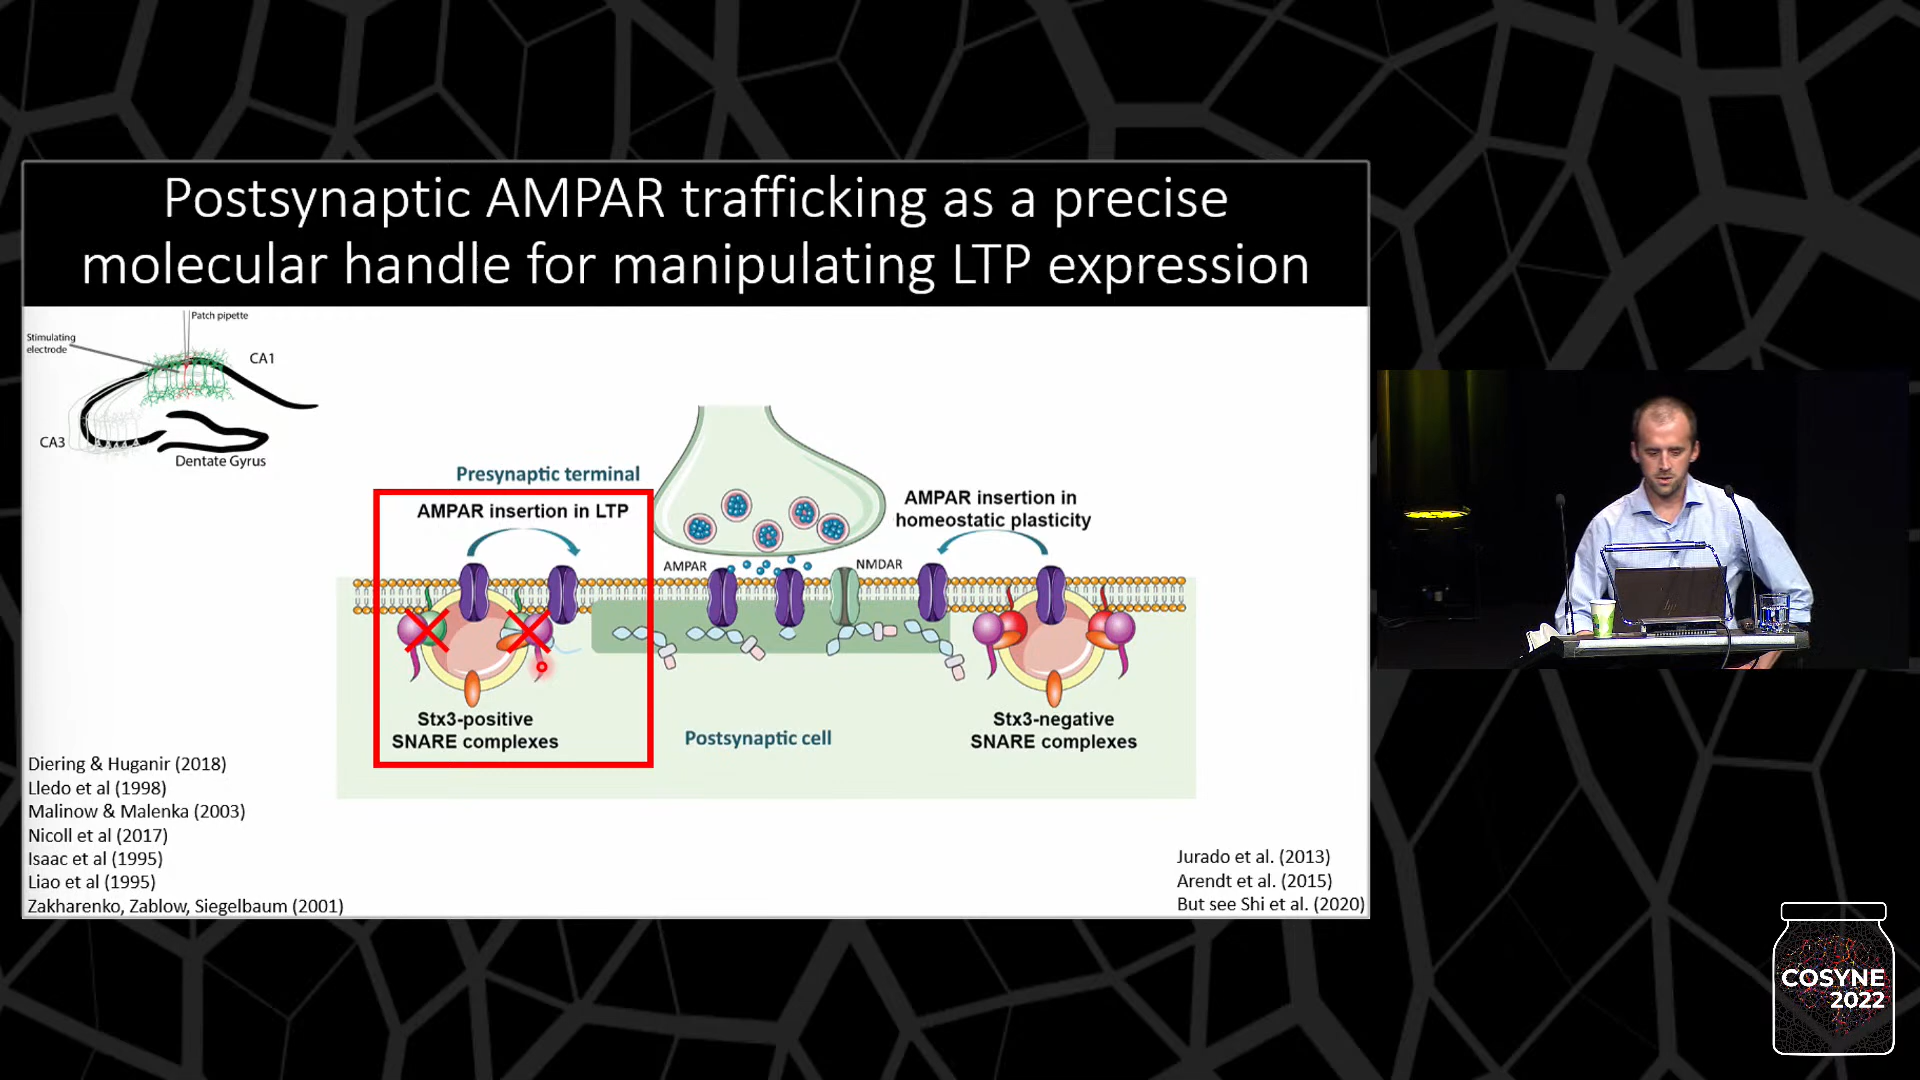 Postsynaptic AMPAR trafficking as a precise
molecular handle for manipulating LTP expression
Patch pipette
Stimulating
electrode
CA1
CA3
Dentate Gyrus
Presynaptic terminal
AMPAR insertion in LTP
AMPAR insertion in
homeostatic plasticity
AMPAR
NMDAR
Stx3-positive
SNARE complexes
Postsynaptic cell
Stx3-negative
SNARE complexes
Diering & Huganir (2018)
Lledo et al (1998)
Malinow & Malenka (2003)
Nicoll et al (2017)
Isaac et al (1995)
Liao et al (1995)
Zakharenko, Zablow, Siegelbaum (2001)
Jurado et al. (2013)
Arendt et al. (2015)
But see Shi et al. (2020)
COSYNE
2022